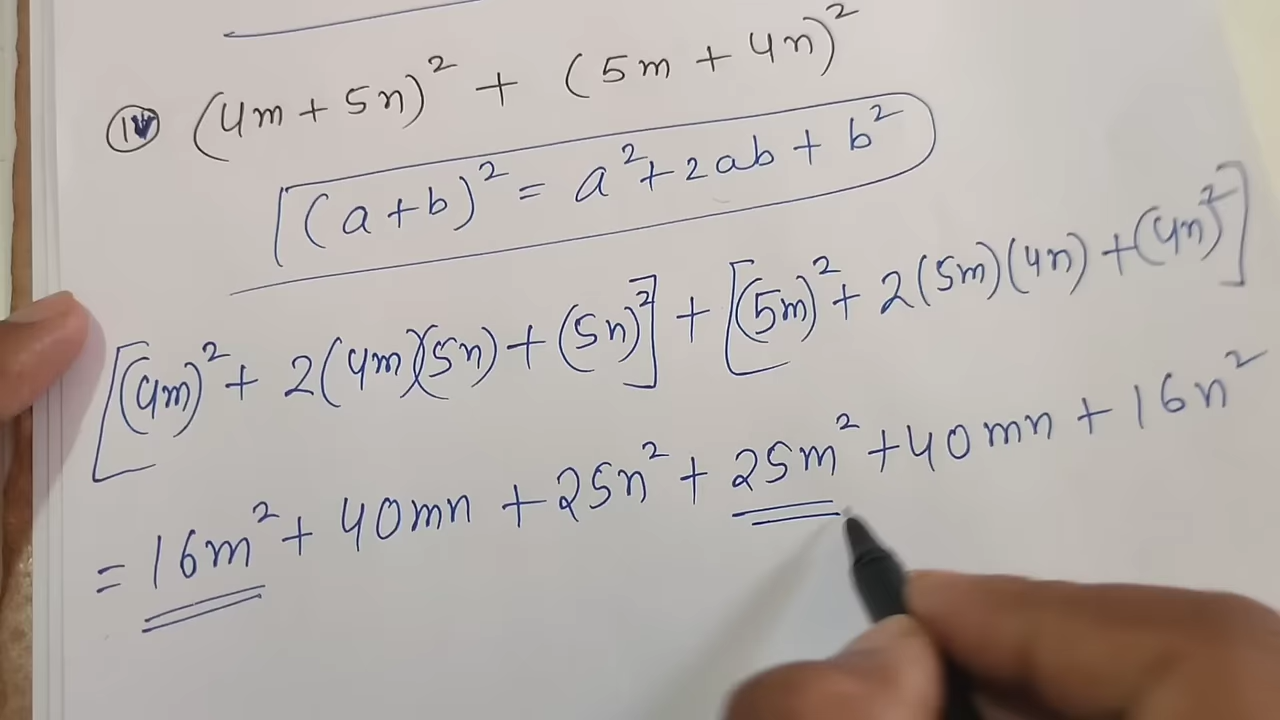 (iv) (4m + 5n)² + (5m + 4n)²
[(a+b)² = a² + 2ab + b²
[(4m)² + 2(4m)(5n) + (5n)²] + [(5m)² + 2(5m)(4n) + (4n)²]
= 16m² + 40mn + 25n² + 25m² + 40mn + 16n²